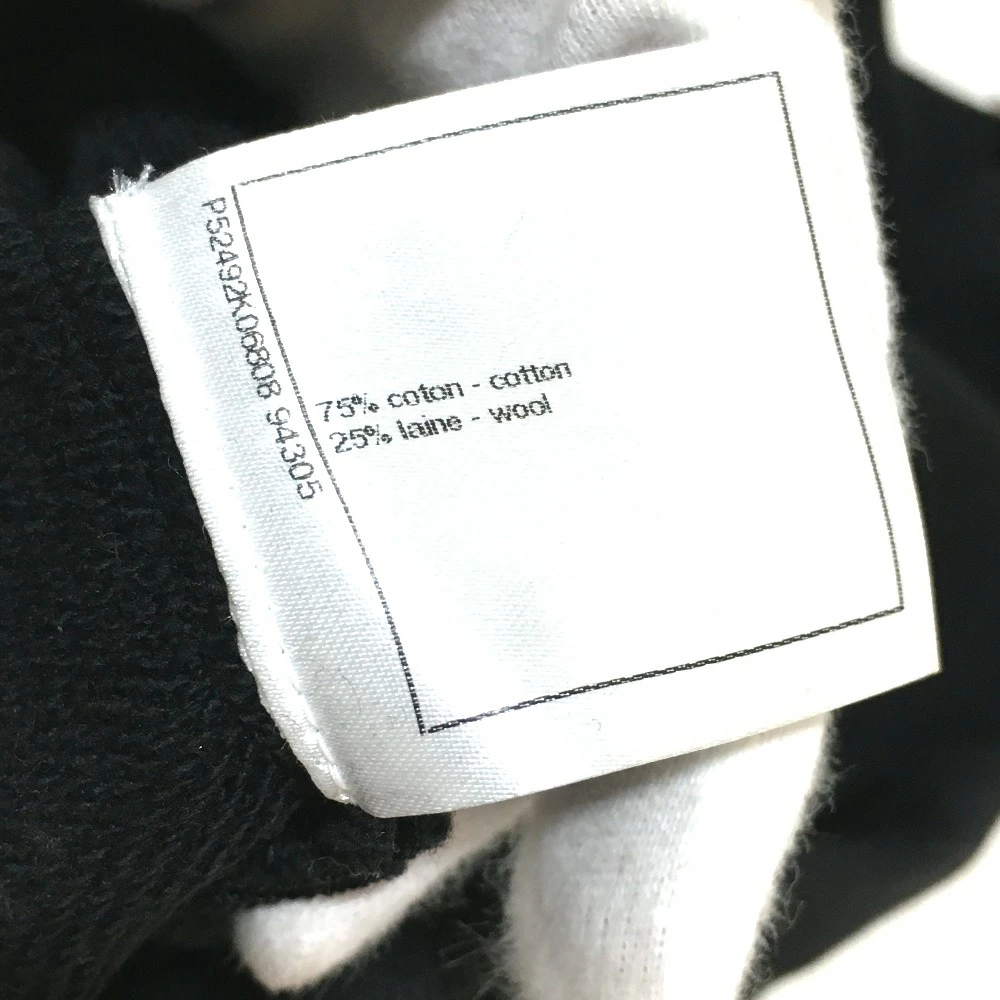 P52492K06808 94305
75% coton - cotton
25% laine - wool